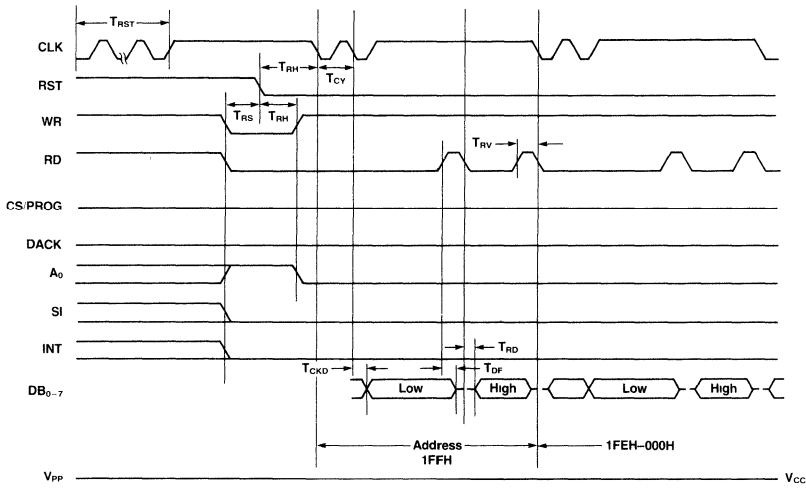 TRST
CLK
TRH
TCY
RST
TRS
TRH
WR
TRV
RD
CS/PROG
DACK
A0
SI
INT
TRD
TCKD
TDF
DB0–7
Low
High
Low
High
Address
1FFH
1FEH–000H
VPP
VCC